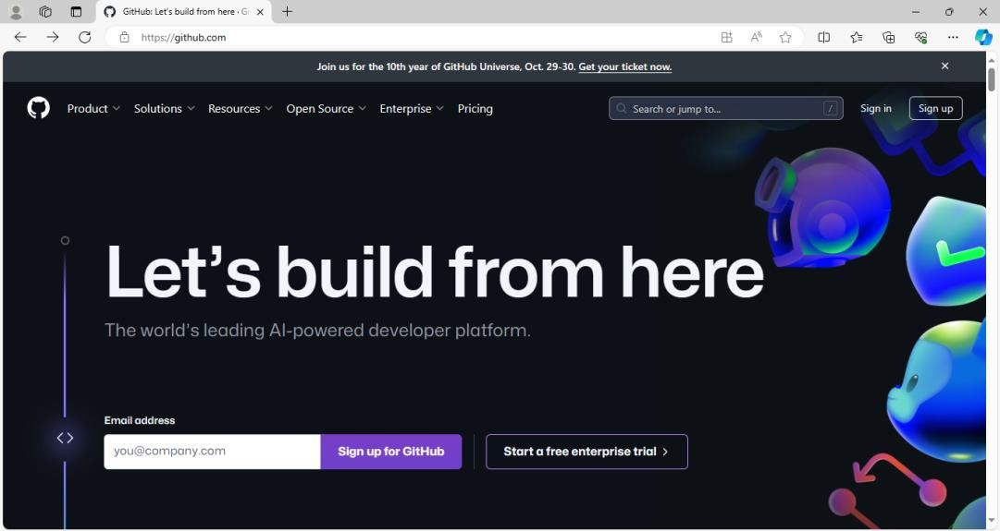 GitHub: Let's build from here · Gi
https://github.com
Join us for the 10th year of GitHub Universe, Oct. 29-30. Get your ticket now.
Product Solutions Resources Open Source Enterprise Pricing Search or jump to... / Sign in Sign up
Let's build from here
The world's leading AI-powered developer platform.
Email address
you@company.com Sign up for GitHub Start a free enterprise trial